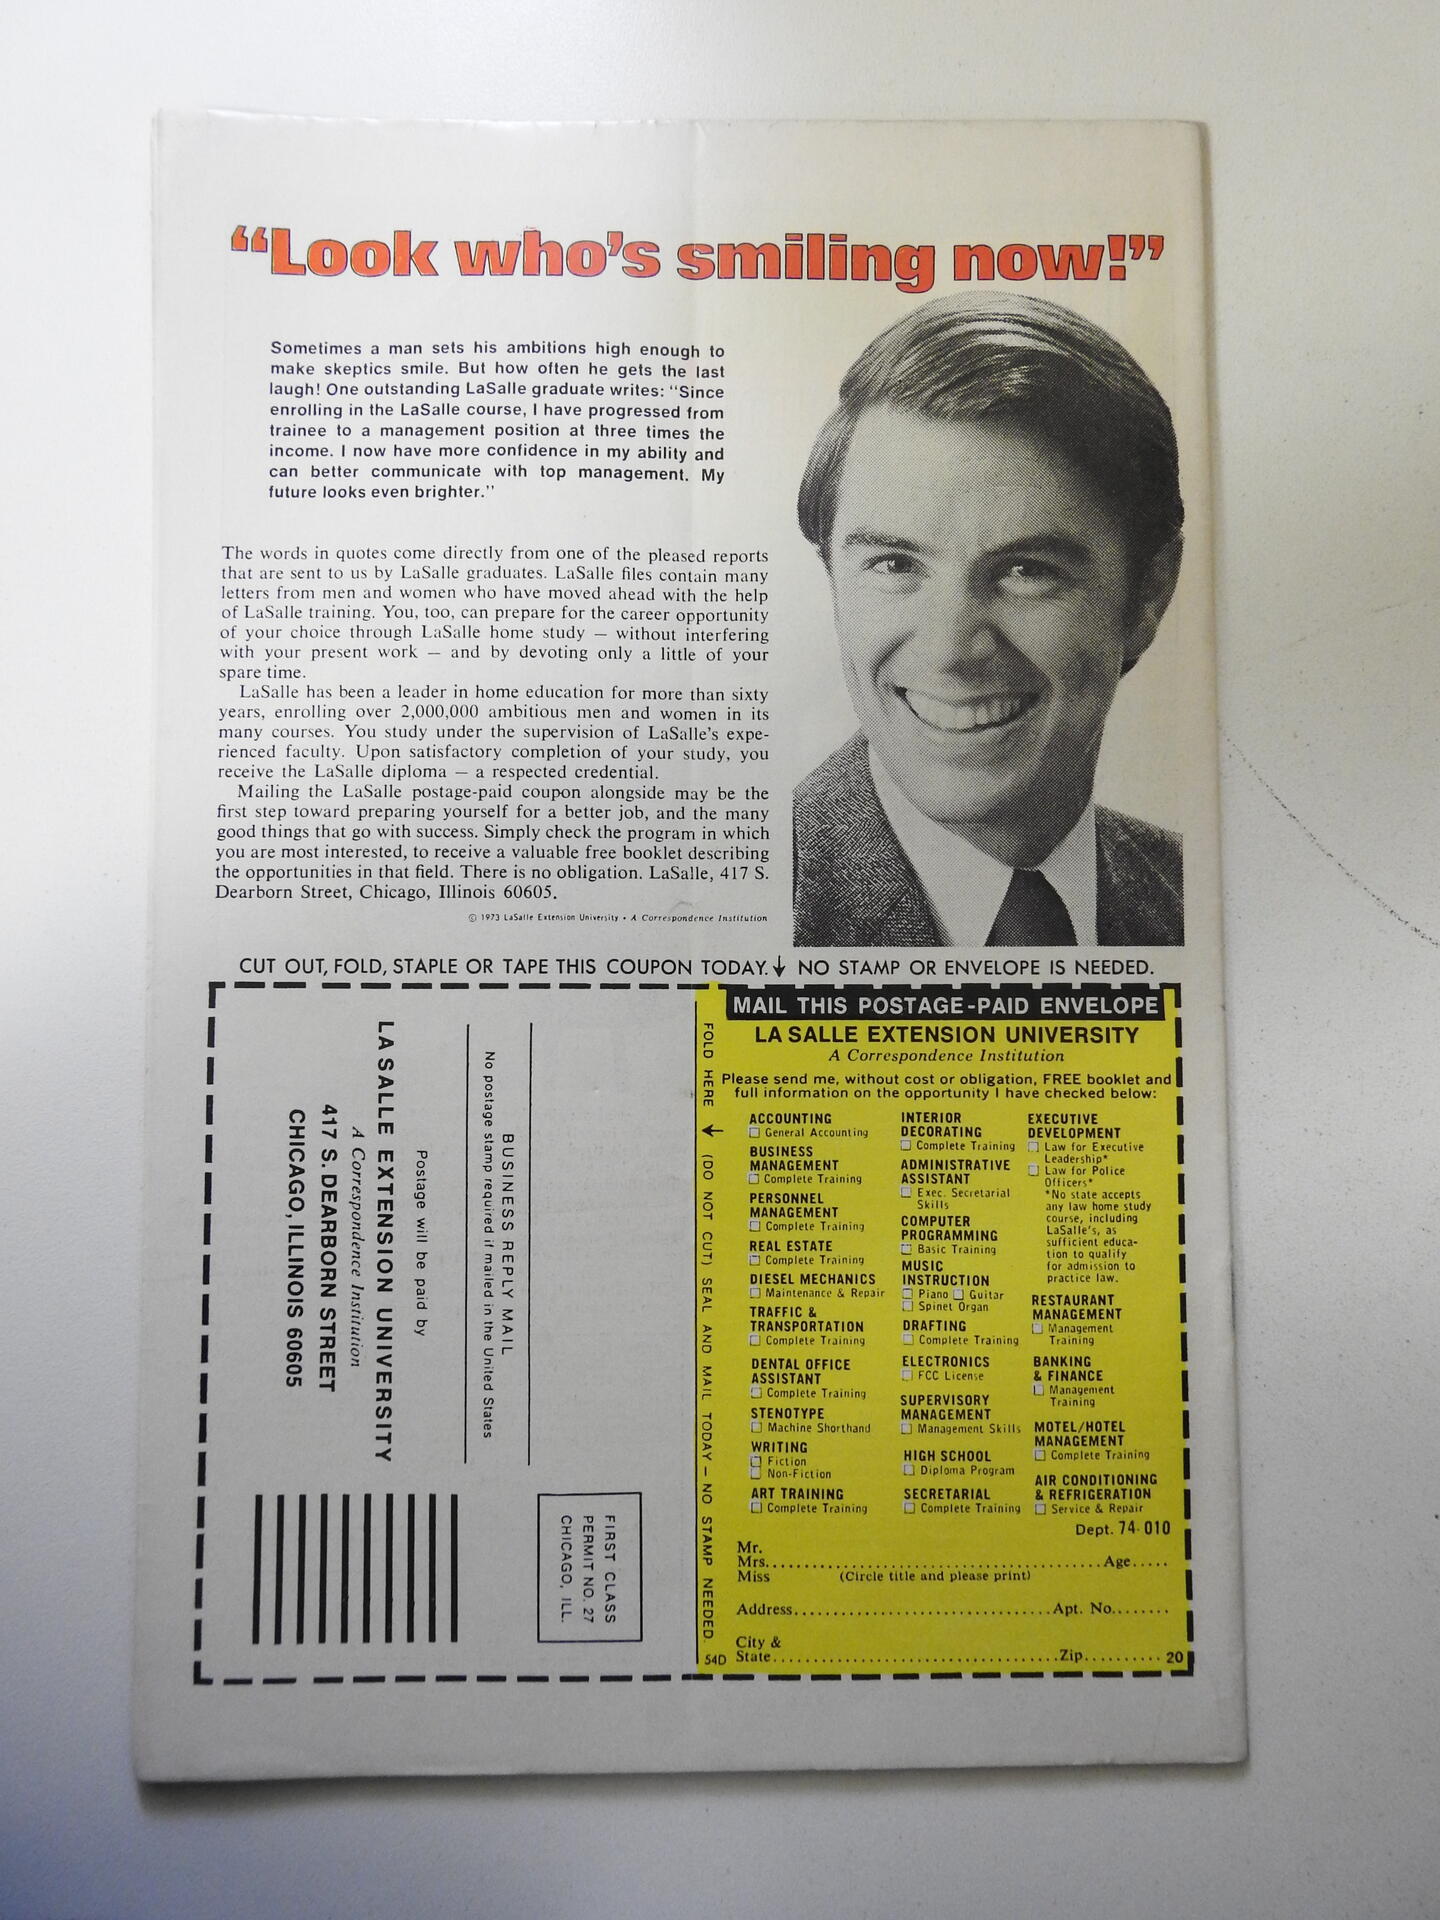 “Look who's smiling now!”
Sometimes a man sets his ambitions high enough to
make skeptics smile. But how often he gets the last
laugh! One outstanding LaSalle graduate writes: “Since
enrolling in the LaSalle course, I have progressed from
trainee to a management position at three times the
income. I now have more confidence in my ability and
can better communicate with top management. My
future looks even brighter.”
The words in quotes come directly from one of the pleased reports
that are sent to us by LaSalle graduates. LaSalle files contain many
letters from men and women who have moved ahead with the help
of LaSalle training. You, too, can prepare for the career opportunity
of your choice through LaSalle home study — without interfering
with your present work — and by devoting only a little of your
spare time.
LaSalle has been a leader in home education for more than sixty
years, enrolling over 2,000,000 ambitious men and women in its
many courses. You study under the supervision of LaSalle's expe-
rienced faculty. Upon satisfactory completion of your study, you
receive the LaSalle diploma — a respected credential.
Mailing the LaSalle postage-paid coupon alongside may be the
first step toward preparing yourself for a better job, and the many
good things that go with success. Simply check the program in which
you are most interested, to receive a valuable free booklet describing
the opportunities in that field. There is no obligation. LaSalle, 417 S.
Dearborn Street, Chicago, Illinois 60605.
© 1973 LaSalle Extension University • A Correspondence Institution
CUT OUT, FOLD, STAPLE OR TAPE THIS COUPON TODAY. ↓ NO STAMP OR ENVELOPE IS NEEDED.
FIRST CLASS
PERMIT NO. 27
CHICAGO, ILL.
BUSINESS REPLY MAIL
No postage stamp required if mailed in the United States
Postage will be paid by
LA SALLE EXTENSION UNIVERSITY
A Correspondence Institution
417 S. DEARBORN STREET
CHICAGO, ILLINOIS 60605
FOLD HERE ↓ (DO NOT CUT) SEAL AND MAIL TODAY — NO STAMP NEEDED.
54D
MAIL THIS POSTAGE-PAID ENVELOPE
LA SALLE EXTENSION UNIVERSITY
A Correspondence Institution
Please send me, without cost or obligation, FREE booklet and
full information on the opportunity I have checked below:
ACCOUNTING
□ General Accounting
BUSINESS
MANAGEMENT
□ Complete Training
PERSONNEL
MANAGEMENT
□ Complete Training
REAL ESTATE
□ Complete Training
DIESEL MECHANICS
□ Maintenance & Repair
TRAFFIC &
TRANSPORTATION
□ Complete Training
DENTAL OFFICE
ASSISTANT
□ Complete Training
STENOTYPE
□ Machine Shorthand
WRITING
□ Fiction
□ Non-Fiction
ART TRAINING
□ Complete Training
INTERIOR
DECORATING
□ Complete Training
ADMINISTRATIVE
ASSISTANT
□ Exec. Secretarial
Skills
COMPUTER
PROGRAMMING
□ Basic Training
MUSIC
INSTRUCTION
□ Piano □ Guitar
□ Spinet Organ
DRAFTING
□ Complete Training
ELECTRONICS
□ FCC License
SUPERVISORY
MANAGEMENT
□ Management Skills
HIGH SCHOOL
□ Diploma Program
SECRETARIAL
□ Complete Training
EXECUTIVE
DEVELOPMENT
□ Law for Executive
Leadership*
□ Law for Police
Officers*
*No state accepts
any law home study
course, including
LaSalle's, as
sufficient educa-
tion to qualify
for admission to
practice law.
RESTAURANT
MANAGEMENT
□ Management
Training
BANKING
& FINANCE
□ Management
Training
MOTEL/HOTEL
MANAGEMENT
□ Complete Training
AIR CONDITIONING
& REFRIGERATION
□ Service & Repair
Dept. 74-010
Mr.
Mrs. ........................................ Age.....
Miss (Circle title and please print)
Address................................ Apt. No........
City &
State.................................... Zip.......... 20